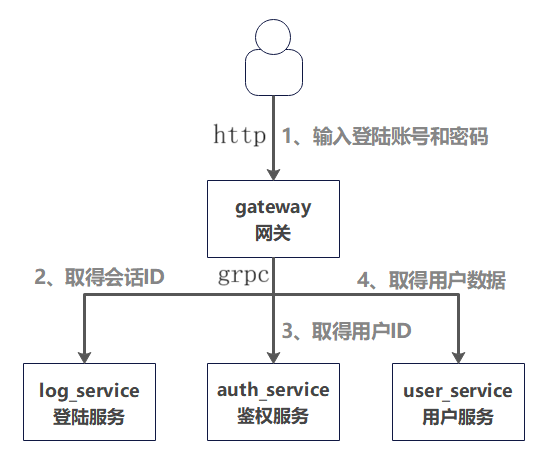 http
1、输入登陆账号和密码
gateway
网关
2、取得会话ID
grpc
4、取得用户数据
3、取得用户ID
log_service
登陆服务
auth_service
鉴权服务
user_service
用户服务